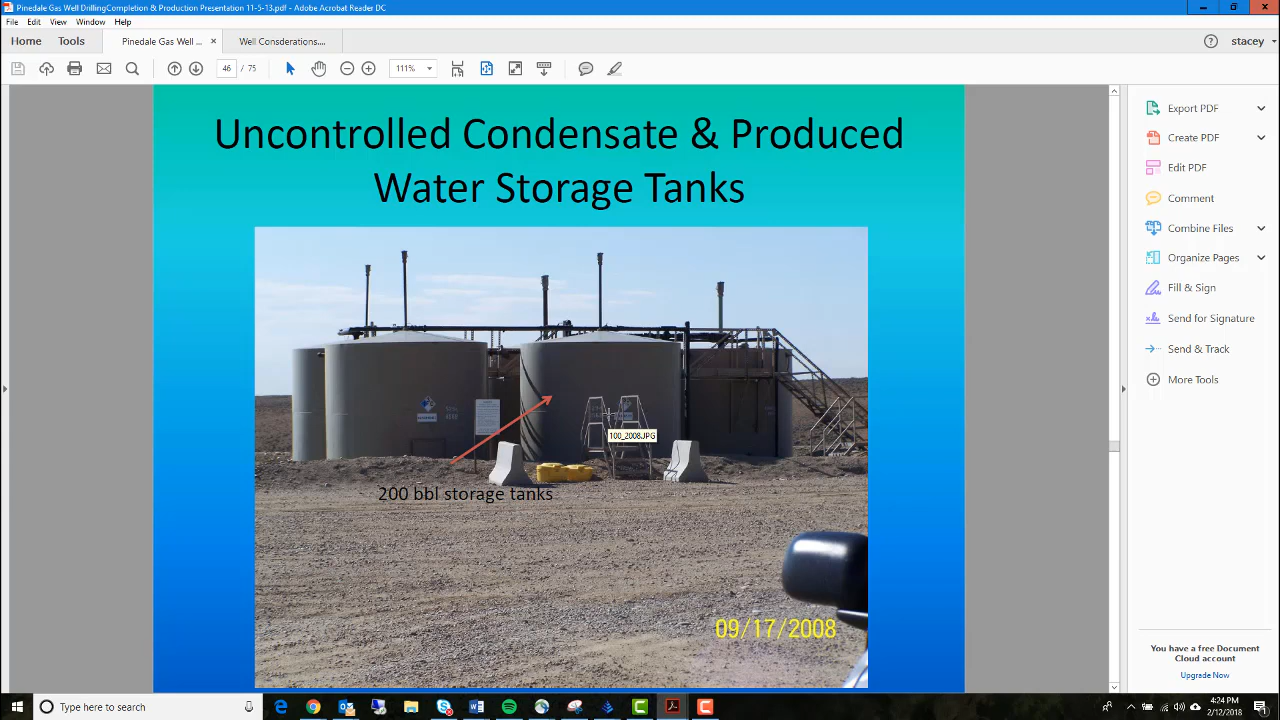 Pinedale Gas Well DrillingCompletion & Production Presentation 11-5-13.pdf - Adobe Acrobat Reader DC
File Edit View Window Help
Home Tools Pinedale Gas Well ... × Well Considerations.... ? stacey
46 / 75 111%
Uncontrolled Condensate & Produced
Water Storage Tanks
100_2008.JPG
200 bbl storage tanks
09/17/2008
Export PDF
Create PDF
Edit PDF
Comment
Combine Files
Organize Pages
Fill & Sign
Send for Signature
Send & Track
More Tools
You have a free Document
Cloud account
Upgrade Now
Type here to search
4:24 PM
2/12/2018